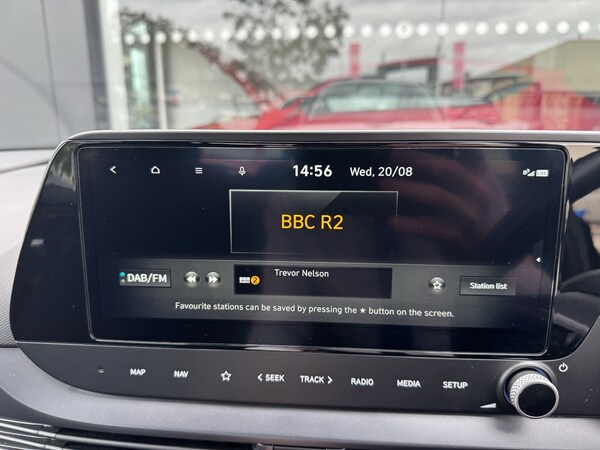 14:56 Wed, 20/08
BBC R2
DAB/FM
2 Trevor Nelson
Station list
Favourite stations can be saved by pressing the ★ button on the screen.
MAP NAV ☆ < SEEK TRACK > RADIO MEDIA SETUP